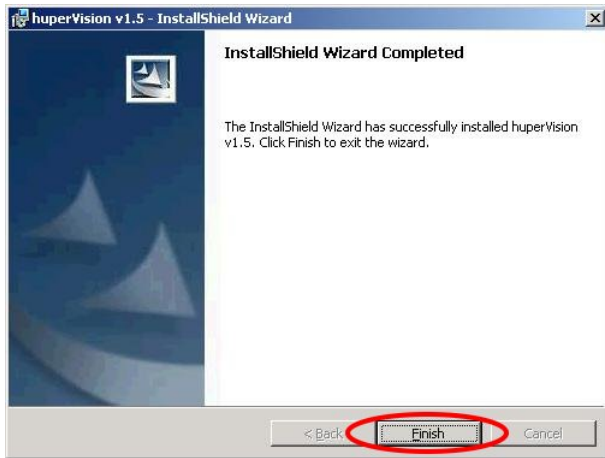 huperVision v1.5 - InstallShield Wizard
InstallShield Wizard Completed
The InstallShield Wizard has successfully installed huperVision
v1.5. Click Finish to exit the wizard.
< Back Finish Cancel